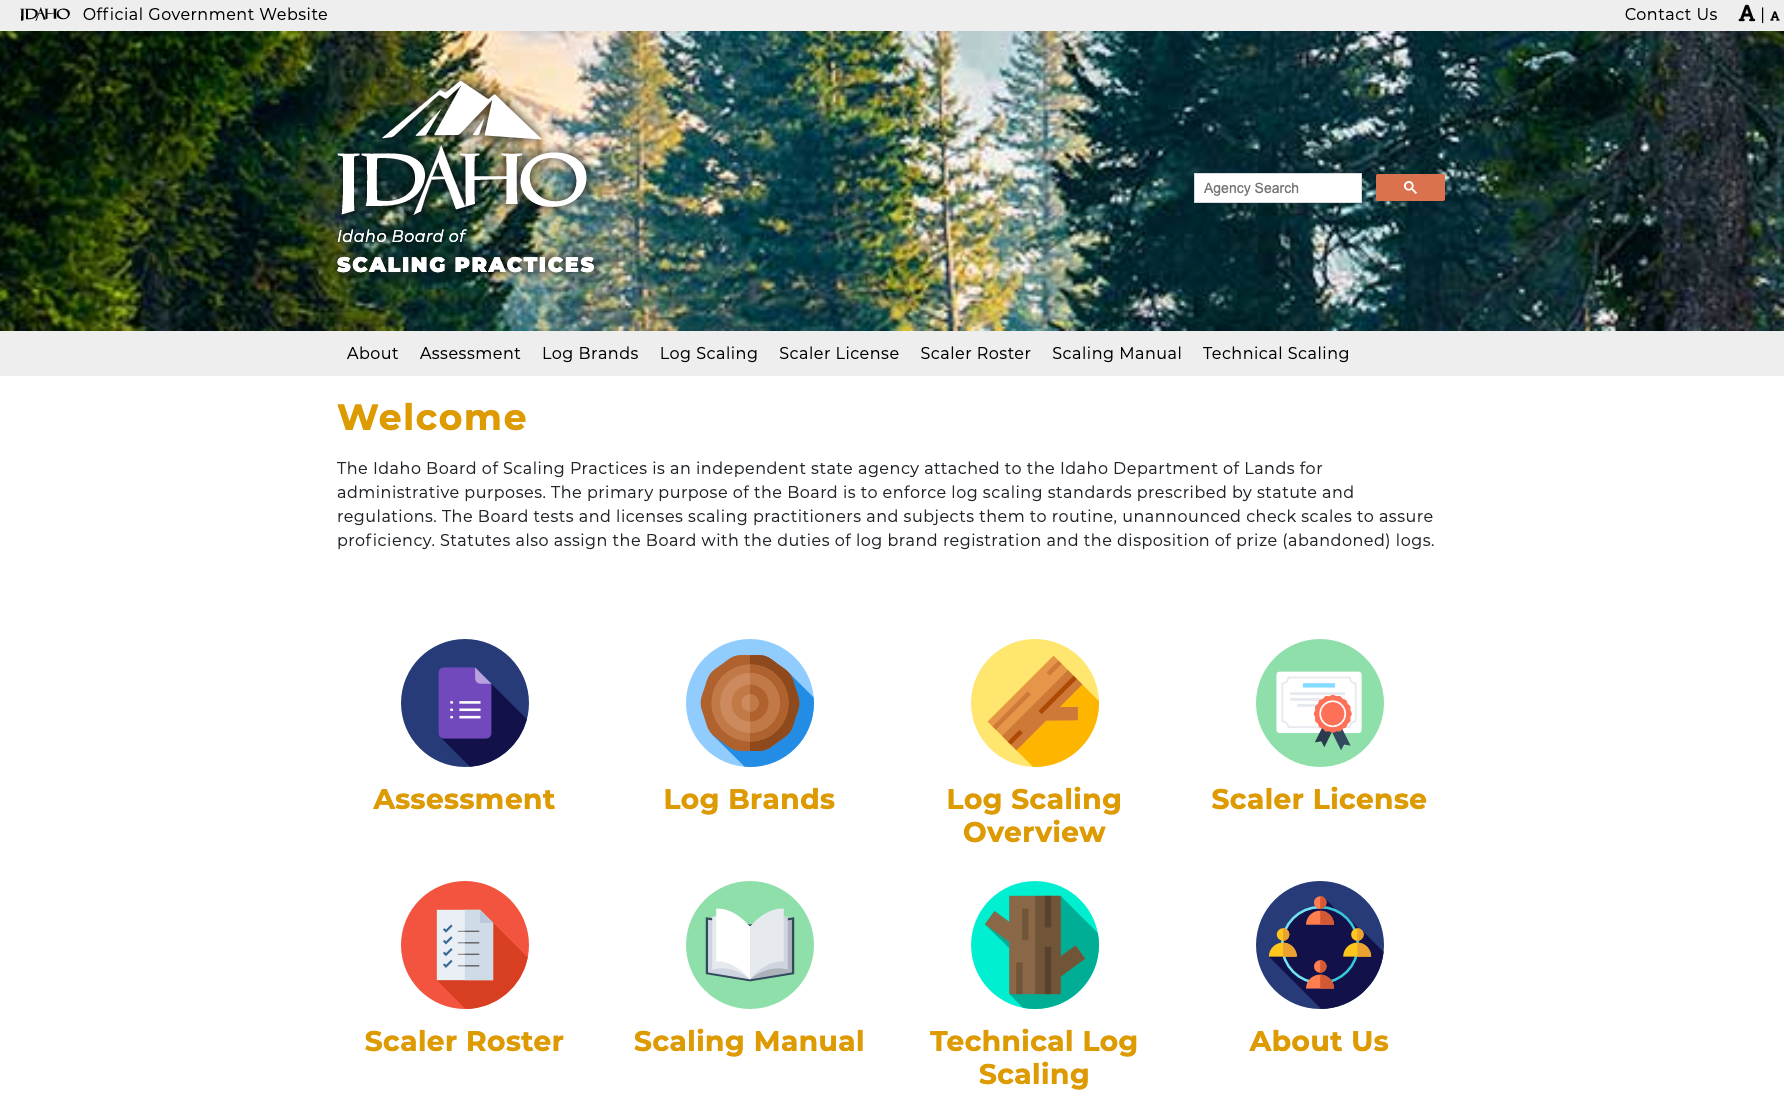 IDAHO Official Government Website
Contact Us A | A
IDAHO
Idaho Board of
SCALING PRACTICES
Agency Search
About Assessment Log Brands Log Scaling Scaler License Scaler Roster Scaling Manual Technical Scaling
Welcome
The Idaho Board of Scaling Practices is an independent state agency attached to the Idaho Department of Lands for
administrative purposes. The primary purpose of the Board is to enforce log scaling standards prescribed by statute and
regulations. The Board tests and licenses scaling practitioners and subjects them to routine, unannounced check scales to assure
proficiency. Statutes also assign the Board with the duties of log brand registration and the disposition of prize (abandoned) logs.
Assessment
Log Brands
Log Scaling
Overview
Scaler License
Scaler Roster
Scaling Manual
Technical Log
Scaling
About Us